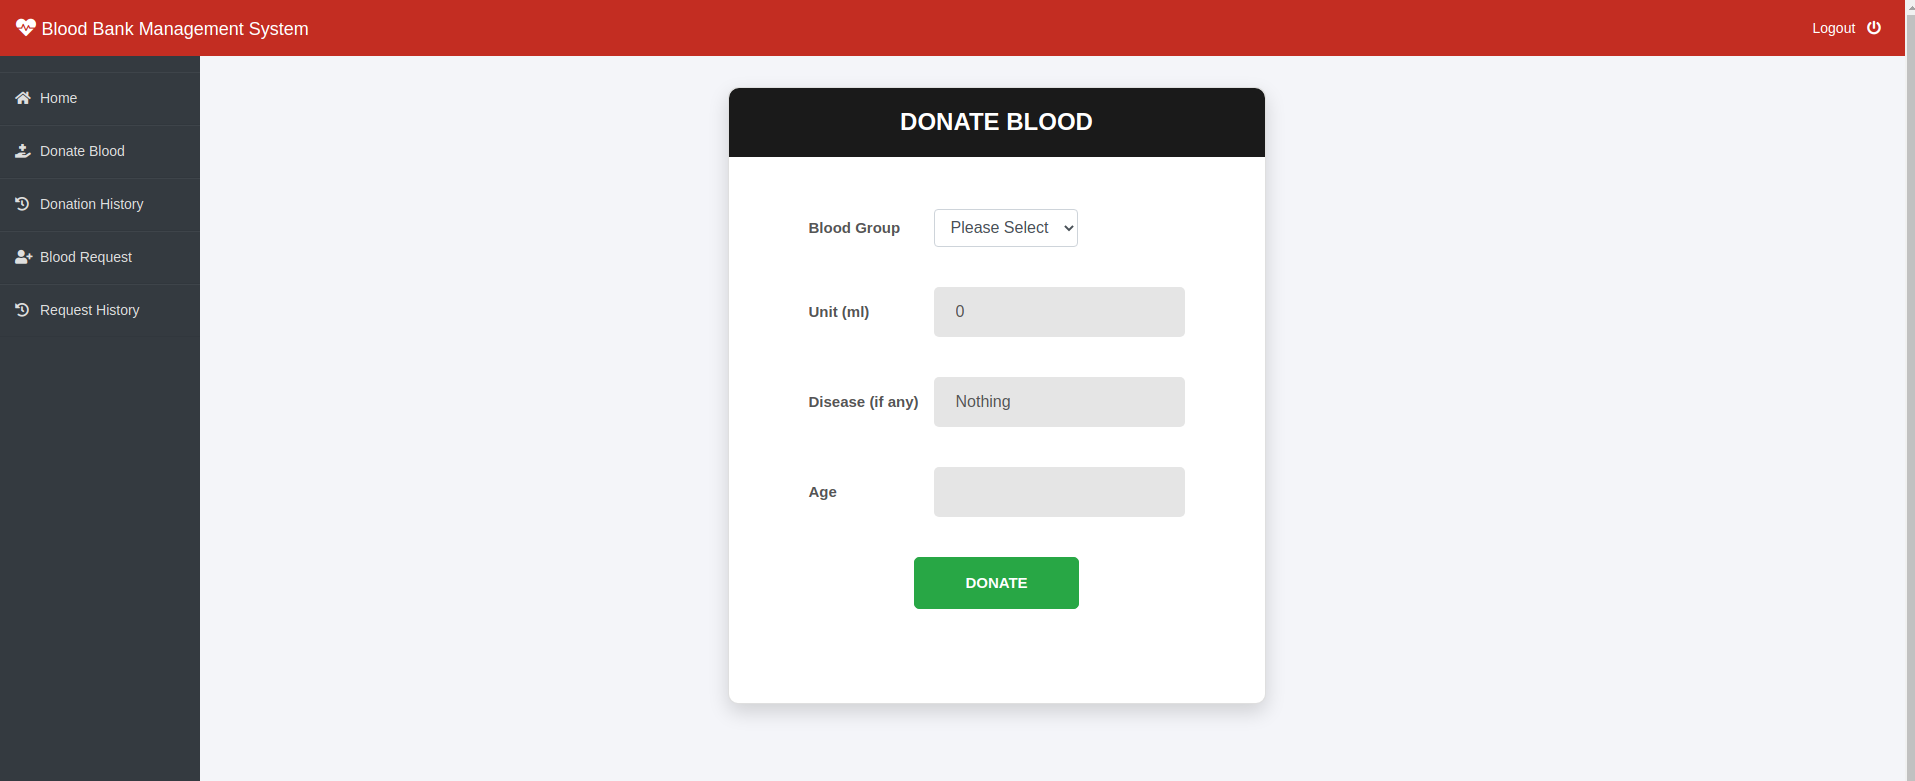 Blood Bank Management System
Logout
Home
Donate Blood
Donation History
Blood Request
Request History
DONATE BLOOD
Blood Group Please Select
Unit (ml) 0
Disease (if any) Nothing
Age
DONATE